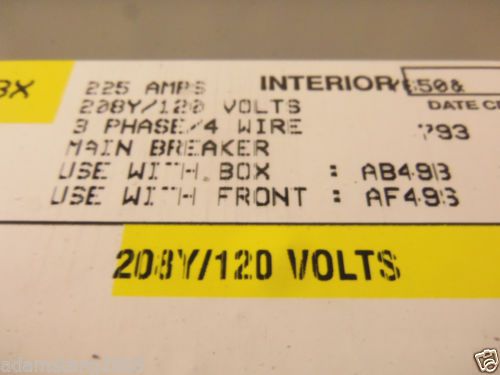 3X
225 AMPS
INTERIOR
208Y/120 VOLTS
DATE
3 PHASE/4 WIRE
793
MAIN BREAKER
USE WITH BOX : AB49B
USE WITH FRONT : AF49S
208Y/120 VOLTS